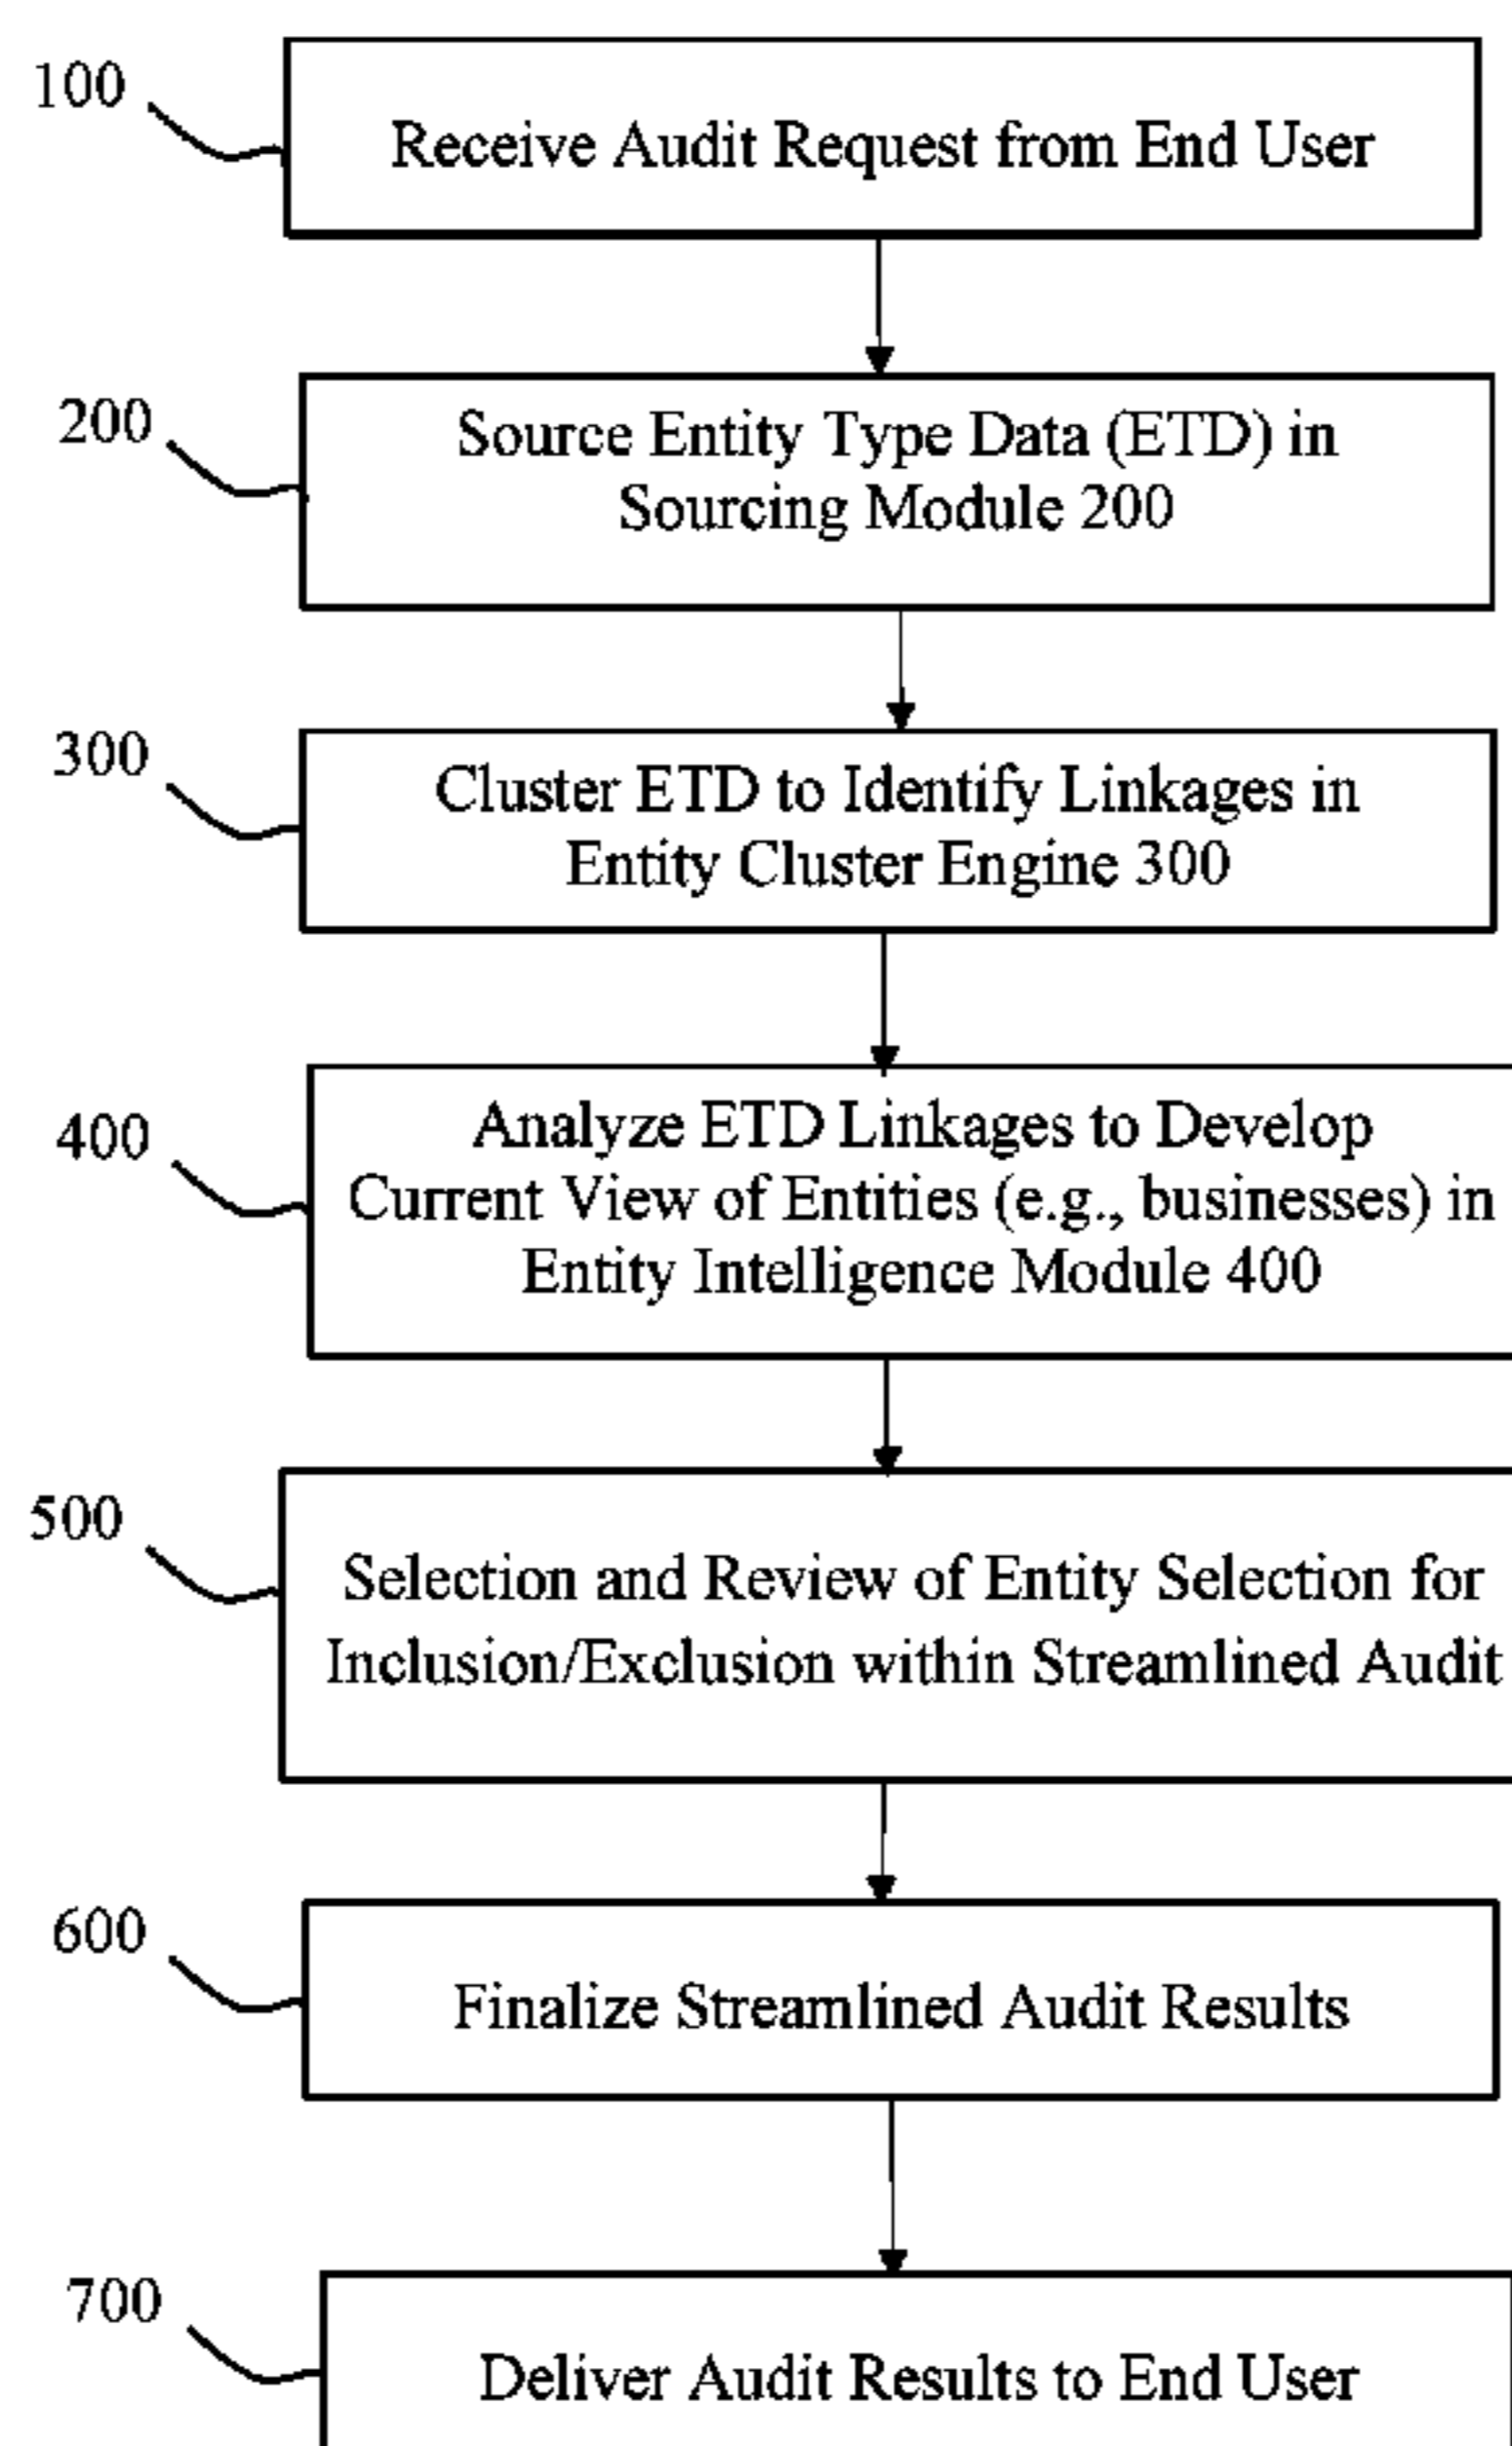 100
Receive Audit Request from End User
200
Source Entity Type Data (ETD) in
Sourcing Module 200
300
Cluster ETD to Identify Linkages in
Entity Cluster Engine 300
400
Analyze ETD Linkages to Develop
Current View of Entities (e.g., businesses) in
Entity Intelligence Module 400
500
Selection and Review of Entity Selection for
Inclusion/Exclusion within Streamlined Audit
600
Finalize Streamlined Audit Results
700
Deliver Audit Results to End User